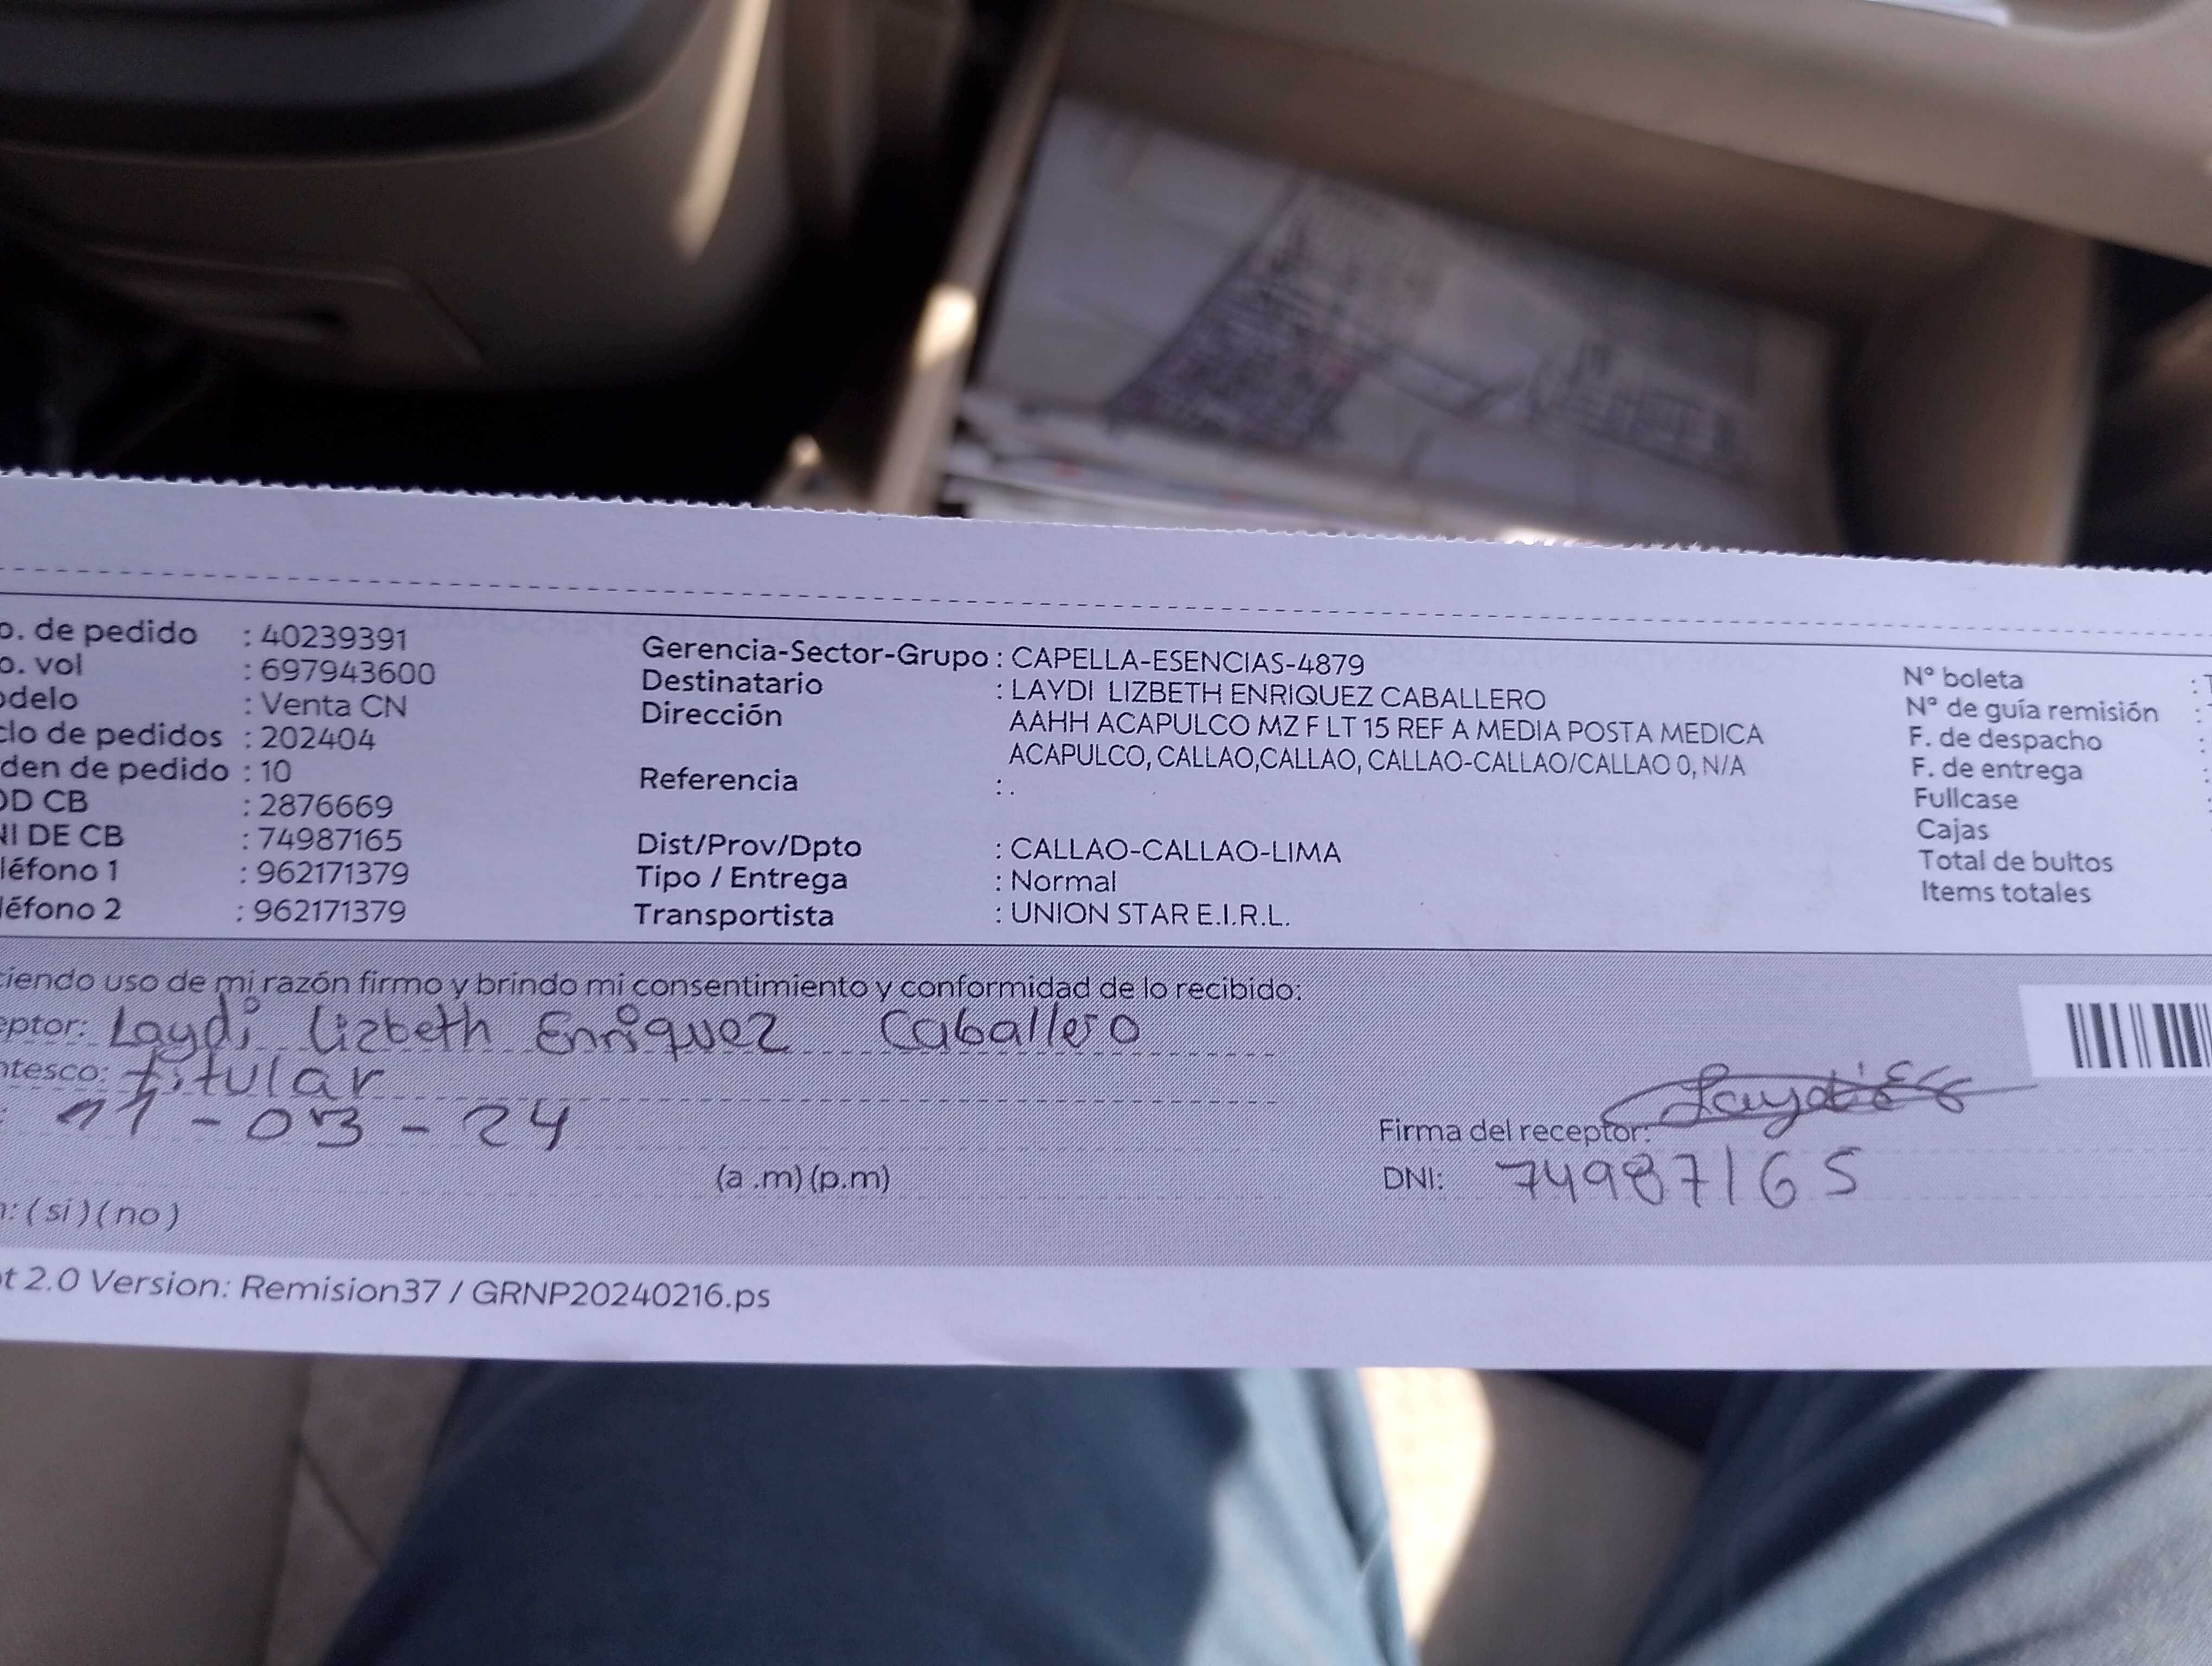 o. de pedido : 40239391
o. vol : 697943600
odelo : Venta CN
clo de pedidos : 202404
den de pedido : 10
OD CB : 2876669
NI DE CB : 74987165
léfono 1 : 962171379
léfono 2 : 962171379
Gerencia-Sector-Grupo : CAPELLA-ESENCIAS-4879
Destinatario : LAYDI LIZBETH ENRIQUEZ CABALLERO
Dirección AAHH ACAPULCO MZ F LT 15 REF A MEDIA POSTA MEDICA
ACAPULCO, CALLAO,CALLAO, CALLAO-CALLAO/CALLAO 0, N/A
Referencia : .
Dist/Prov/Dpto : CALLAO-CALLAO-LIMA
Tipo / Entrega : Normal
Transportista : UNION STAR E.I.R.L.
N° boleta :
N° de guía remisión :
F. de despacho :
F. de entrega :
Fullcase :
Cajas
Total de bultos
Items totales
ciendo uso de mi razón firmo y brindo mi consentimiento y conformidad de lo recibido:
eptor: Laydi Lizbeth Enriquez Caballero
ntesco: titular
: 11-03-24
(a .m) (p.m)
n: ( si ) ( no )
Firma del receptor:
DNI: 74987165
t 2.0 Version: Remision37 / GRNP20240216.ps